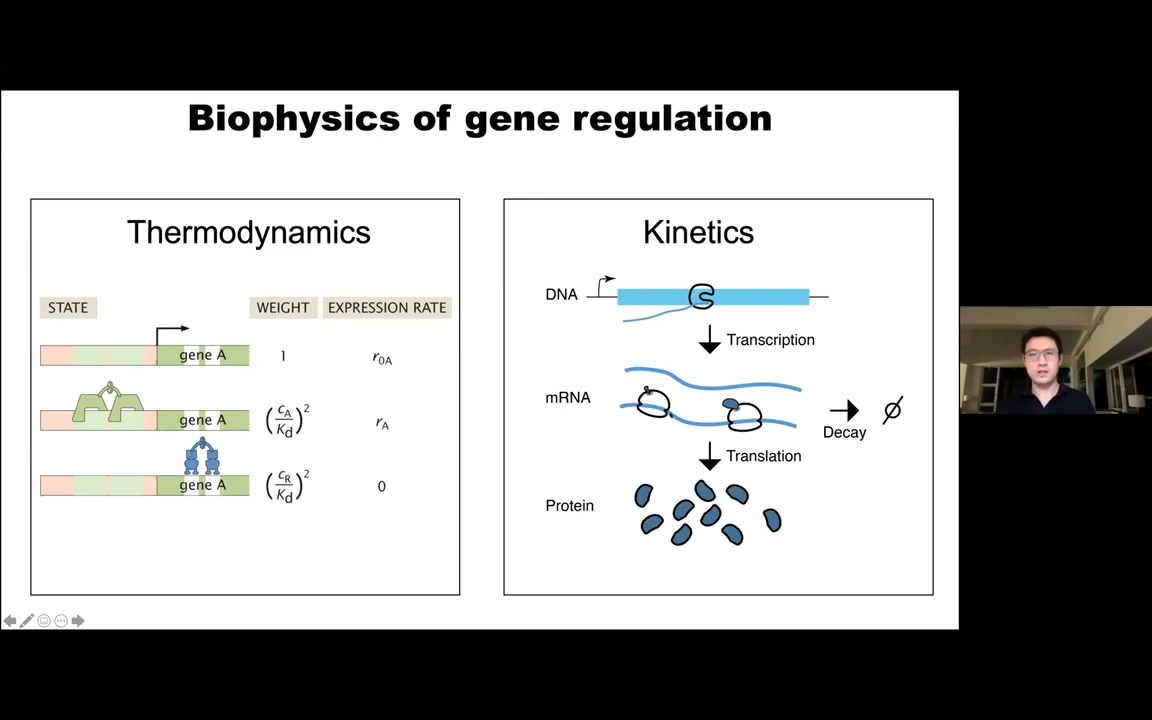 Biophysics of gene regulation
Thermodynamics
STATE WEIGHT EXPRESSION RATE
gene A 1 r0A
gene A (cA/Kd)2 rA
gene A (cR/Kd)2 0
Kinetics
DNA
Transcription
mRNA
Decay
Translation
Protein